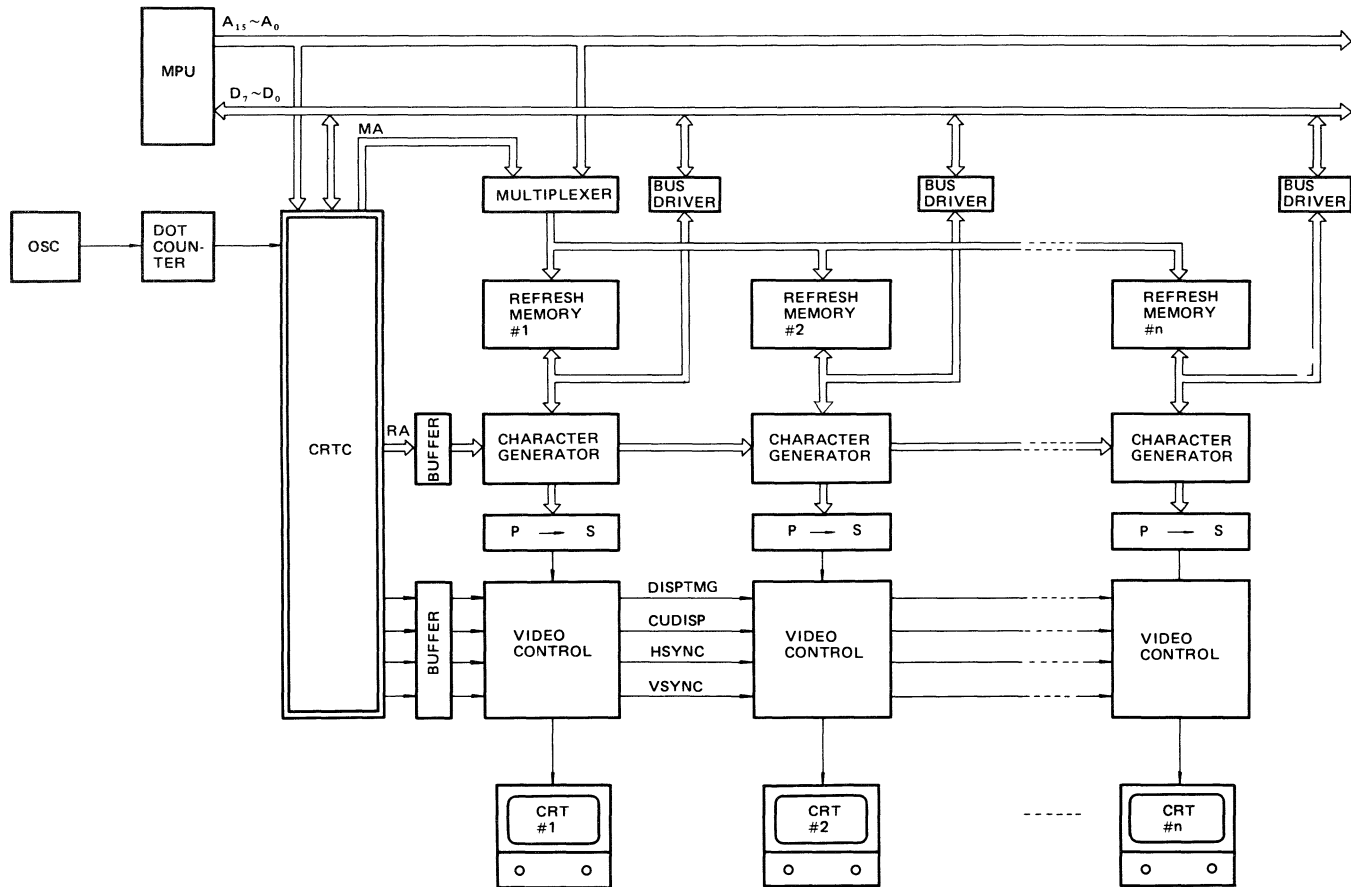 A₁₅~A₀
MPU
D₇~D₀
MA
MULTIPLEXER
BUS
DRIVER
BUS
DRIVER
BUS
DRIVER
OSC
DOT
COUN-
TER
REFRESH
MEMORY
#1
REFRESH
MEMORY
#2
REFRESH
MEMORY
#n
CRTC
RA
BUFFER
CHARACTER
GENERATOR
CHARACTER
GENERATOR
CHARACTER
GENERATOR
P → S
P → S
P → S
BUFFER
VIDEO
CONTROL
DISPTMG
CUDISP
HSYNC
VSYNC
VIDEO
CONTROL
VIDEO
CONTROL
CRT
#1
CRT
#2
CRT
#n